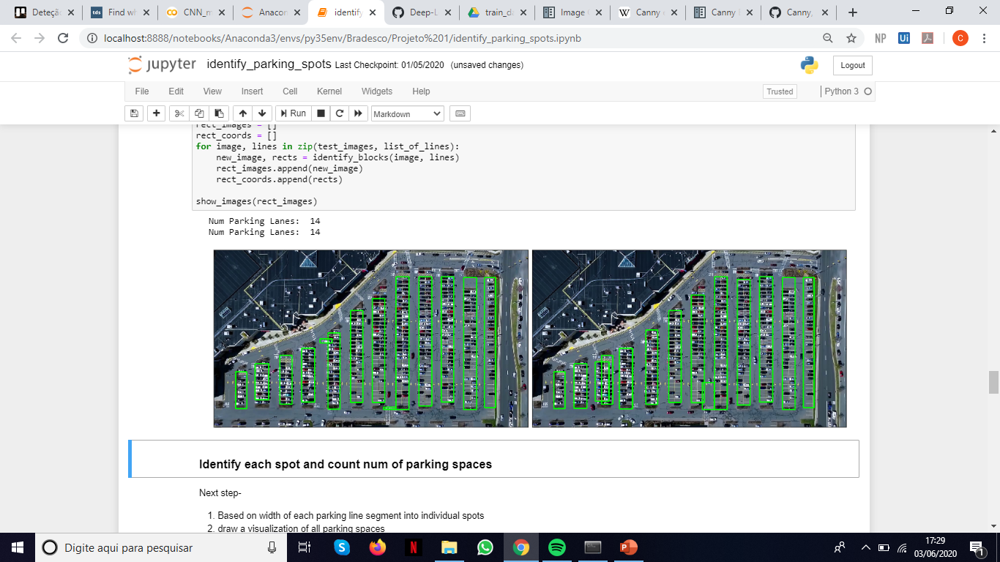 Deteçã
Find wh
CNN_m
Anacon
identify
Deep-L
train_da
Image
Canny
Canny
Canny,
localhost:8888/notebooks/Anaconda3/envs/py35env/Bradesco/Projeto%201/identify_parking_spots.ipynb
NP
Ui
C
jupyter identify_parking_spots Last Checkpoint: 01/05/2020 (unsaved changes)
Logout
File Edit View Insert Cell Kernel Widgets Help
Trusted
Python 3
Run
Markdown
rect_images = []
rect_coords = []
for image, lines in zip(test_images, list_of_lines):
    new_image, rects = identify_blocks(image, lines)
    rect_images.append(new_image)
    rect_coords.append(rects)
show_images(rect_images)
Num Parking Lanes:  14
Num Parking Lanes:  14
Identify each spot and count num of parking spaces
Next step-
1. Based on width of each parking line segment into individual spots
2. draw a visualization of all parking spaces
Digite aqui para pesquisar
17:29
03/06/2020
1